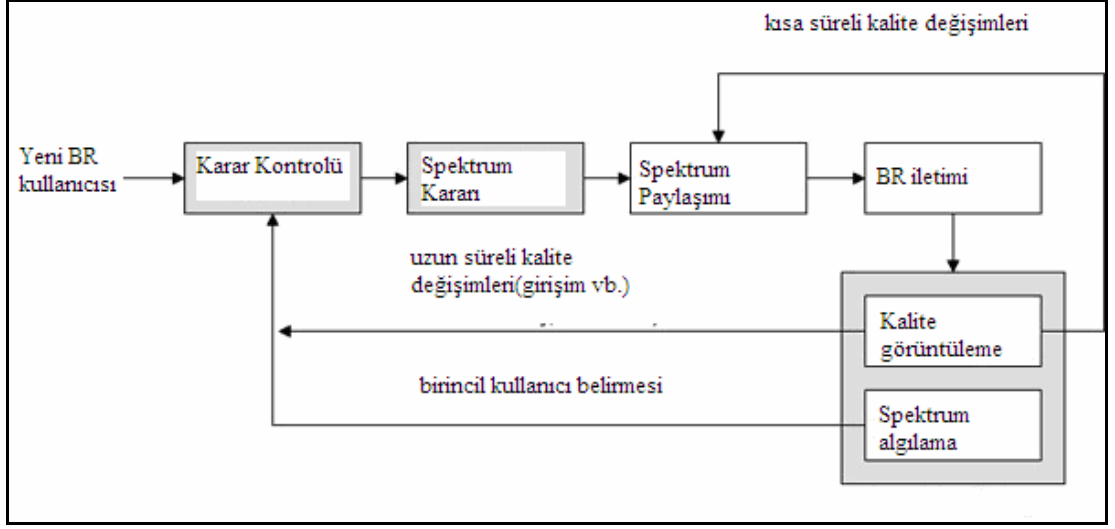 kısa süreli kalite değişimleri
Yeni BR
kullanıcısı
Karar Kontrolü
Spektrum
Kararı
Spektrum
Paylaşımı
BR iletimi
uzun süreli kalite
değişimleri(girişim vb.)
Kalite
görüntüleme
birincil kullanıcı belirmesi
Spektrum
algılama